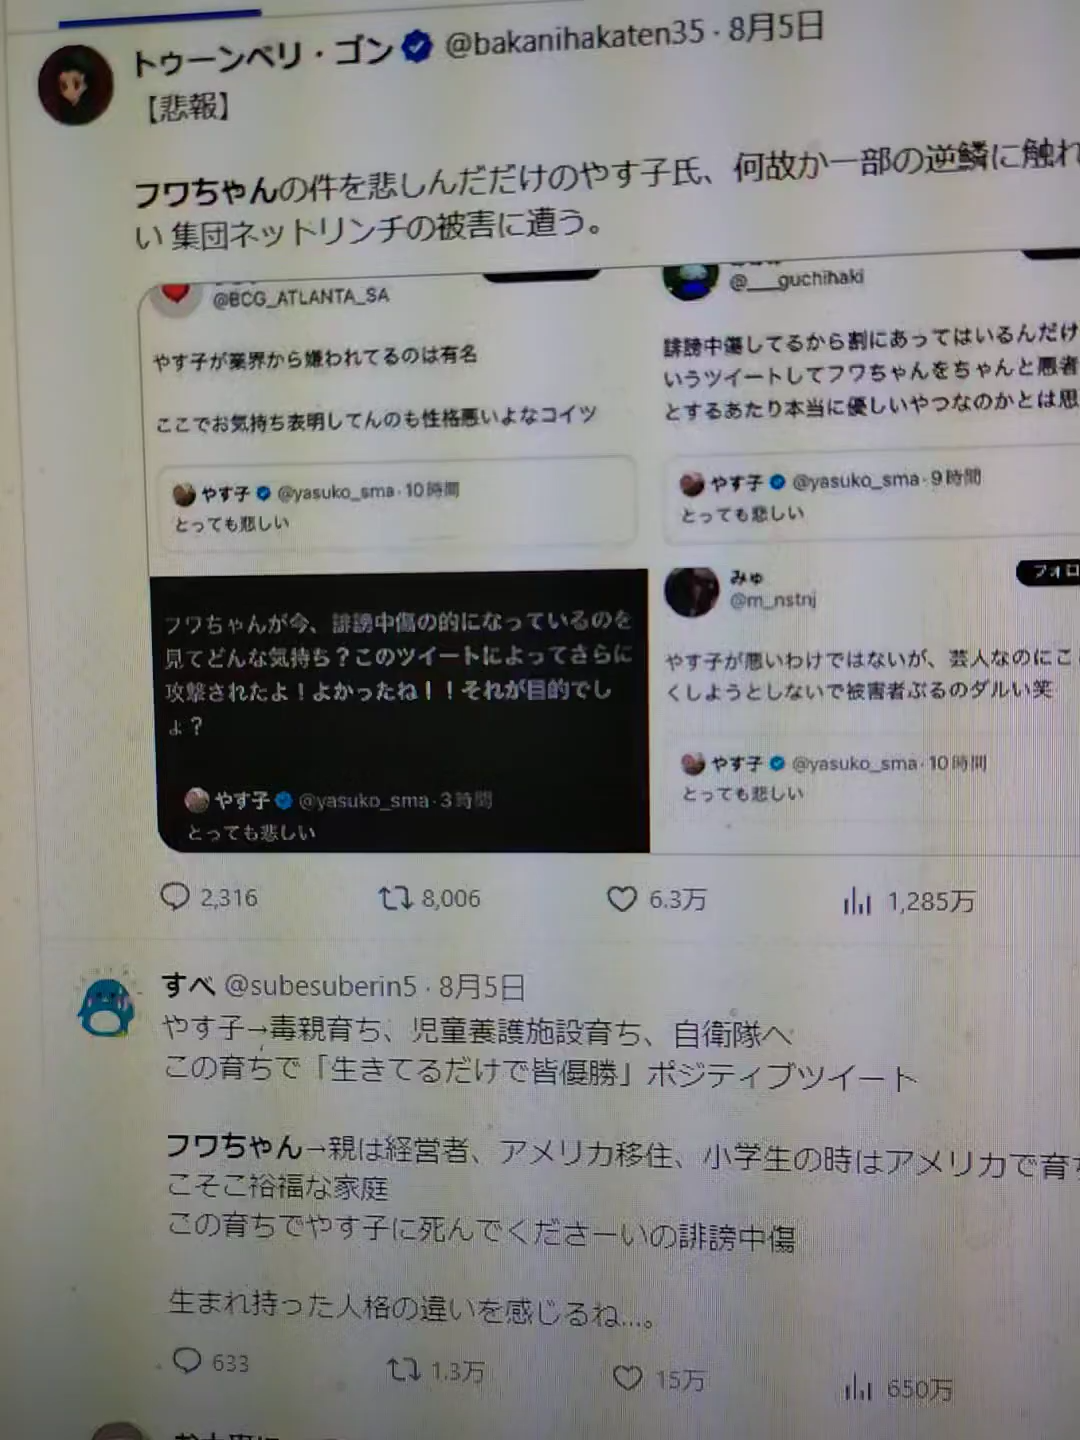 トゥーンベリ・ゴン @bakanihakaten35・8月5日
【悲報】
フワちゃんの件を悲しんだだけのやす子氏、何故か一部の逆鱗に触れ
い 集団ネットリンチの被害に遭う。
@BCG_ATLANTA_SA
やす子が業界から嫌われてるのは有名
ここでお気持ち表明してんのも性格悪いよなコイツ
やす子 @yasuko_sma・10時間
とっても悲しい
@___guchihaki
誹謗中傷してるから割にあってはいるんだけ
いうツイートしてフワちゃんをちゃんと悪者
とするあたり本当に優しいやつなのかとは思
やす子 @yasuko_sma・9時間
とっても悲しい
フワちゃんが今、誹謗中傷の的になっているのを
見てどんな気持ち？このツイートによってさらに
攻撃されたよ！よかったね！！それが目的でし
ょ？
やす子 @yasuko_sma・3時間
とっても悲しい
みゅ
@m_nstnj
フォロ
やす子が悪いわけではないが、芸人なのにこ
くしようとしないで被害者ぶるのダルい笑
やす子 @yasuko_sma・10時間
とっても悲しい
2,316 8,006 6.3万 1,285万
すべ @subesuberin5・8月5日
やす子→毒親育ち、児童養護施設育ち、自衛隊へ
この育ちで「生きてるだけで皆優勝」ポジティブツイート
フワちゃん→親は経営者、アメリカ移住、小学生の時はアメリカで育ち
こそこ裕福な家庭
この育ちでやす子に死んでくださーいの誹謗中傷
生まれ持った人格の違いを感じるね...。
633 1.3万 15万 650万